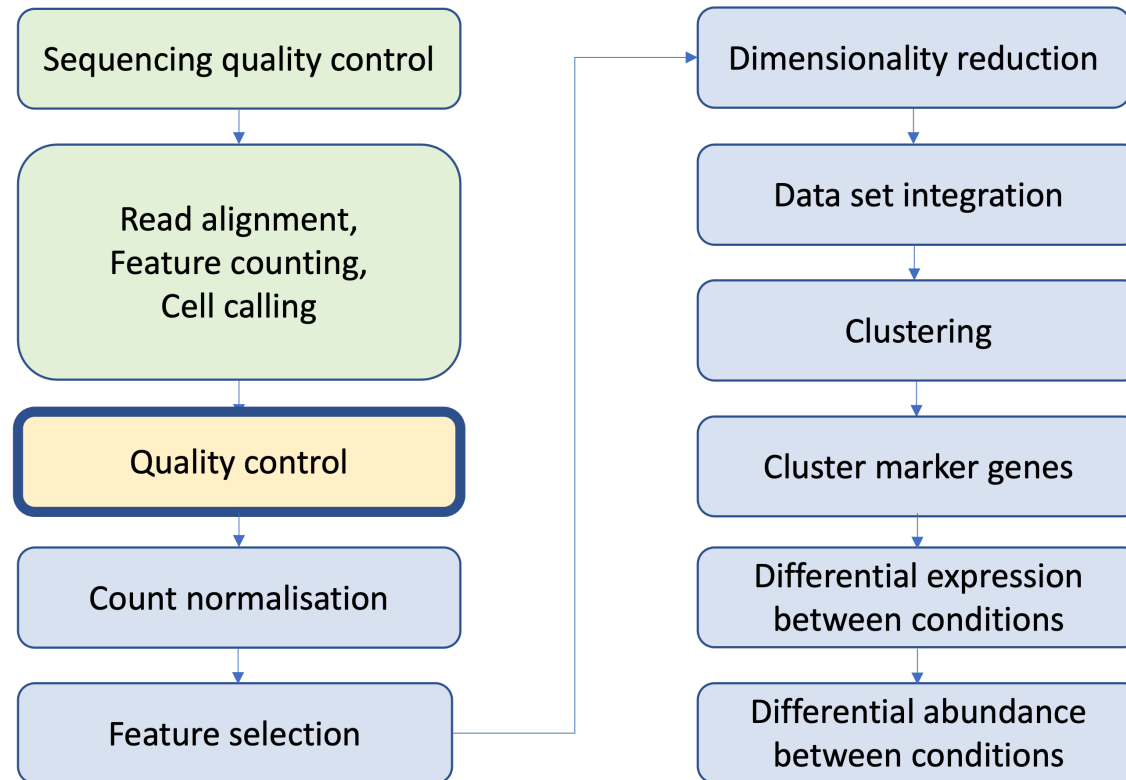 Sequencing quality control
Read alignment,
Feature counting,
Cell calling
Quality control
Count normalisation
Feature selection
Dimensionality reduction
Data set integration
Clustering
Cluster marker genes
Differential expression
between conditions
Differential abundance
between conditions